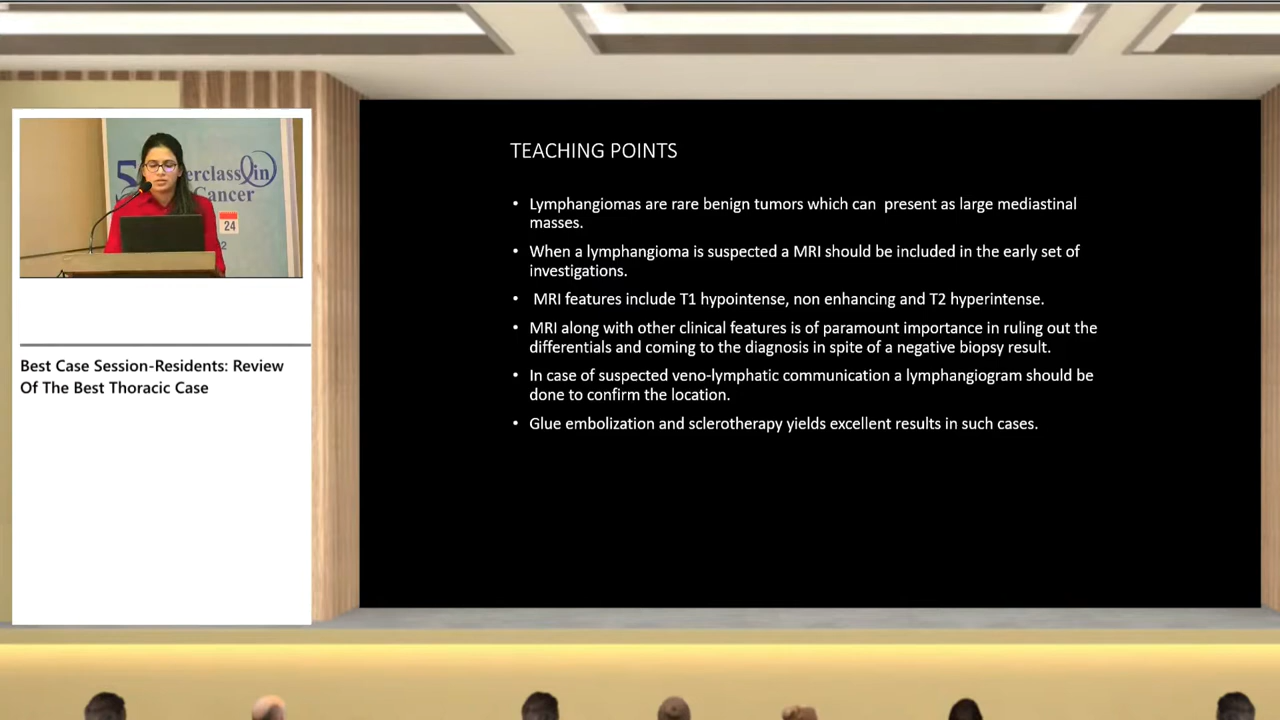 5
erclass in
Cancer
24
2
Best Case Session-Residents: Review
Of The Best Thoracic Case
TEACHING POINTS
• Lymphangiomas are rare benign tumors which can  present as large mediastinal
masses.
• When a lymphangioma is suspected a MRI should be included in the early set of
investigations.
• MRI features include T1 hypointense, non enhancing and T2 hyperintense.
• MRI along with other clinical features is of paramount importance in ruling out the
differentials and coming to the diagnosis in spite of a negative biopsy result.
• In case of suspected veno-lymphatic communication a lymphangiogram should be
done to confirm the location.
• Glue embolization and sclerotherapy yields excellent results in such cases.